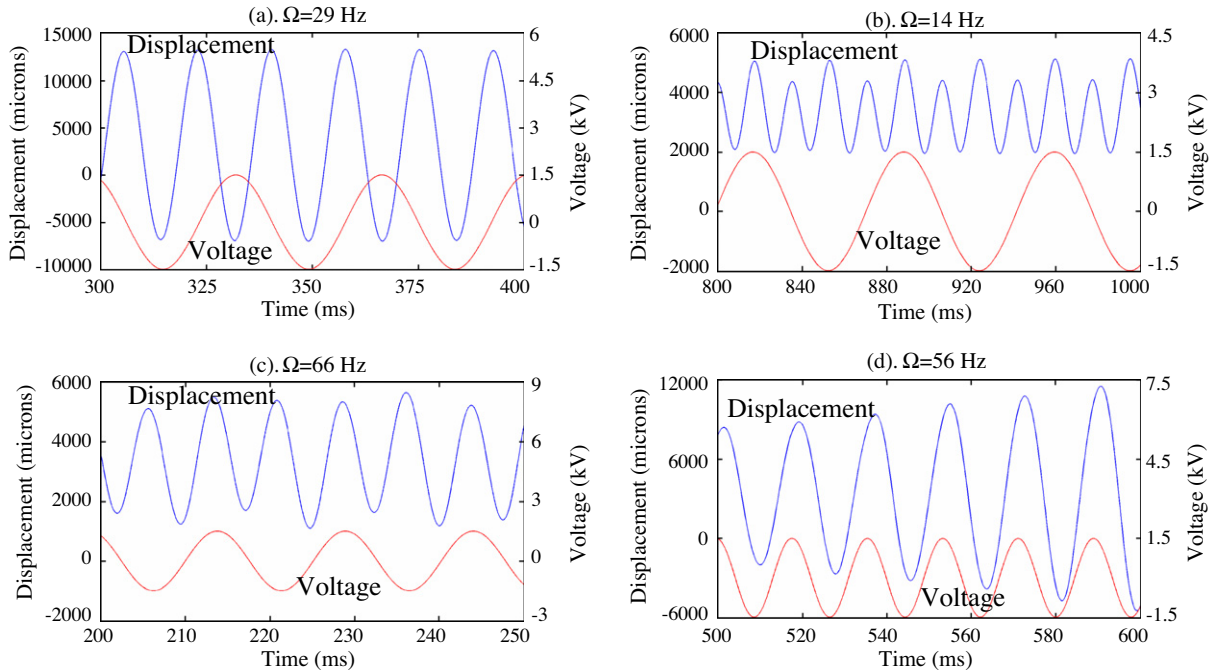 (a). Ω=29 Hz
Displacement
Voltage
Displacement (microns)
15000
10000
5000
0
-5000
-10000
6
4.5
3
1.5
0
-1.5
Voltage (kV)
300 325 350 375 400
Time (ms)
(b). Ω=14 Hz
Displacement
Voltage
Displacement (microns)
6000
4000
2000
0
-2000
4.5
3
1.5
0
-1.5
Voltage (kV)
800 840 880 920 960 1000
Time (ms)
(c). Ω=66 Hz
Displacement
Voltage
Displacement (microns)
6000
4000
2000
0
-2000
9
6
3
0
-3
Voltage (kV)
200 210 220 230 240 250
Time (ms)
(d). Ω=56 Hz
Displacement
Voltage
Displacement (microns)
12000
6000
0
-6000
7.5
4.5
1.5
-1.5
Voltage (kV)
500 520 540 560 580 600
Time (ms)